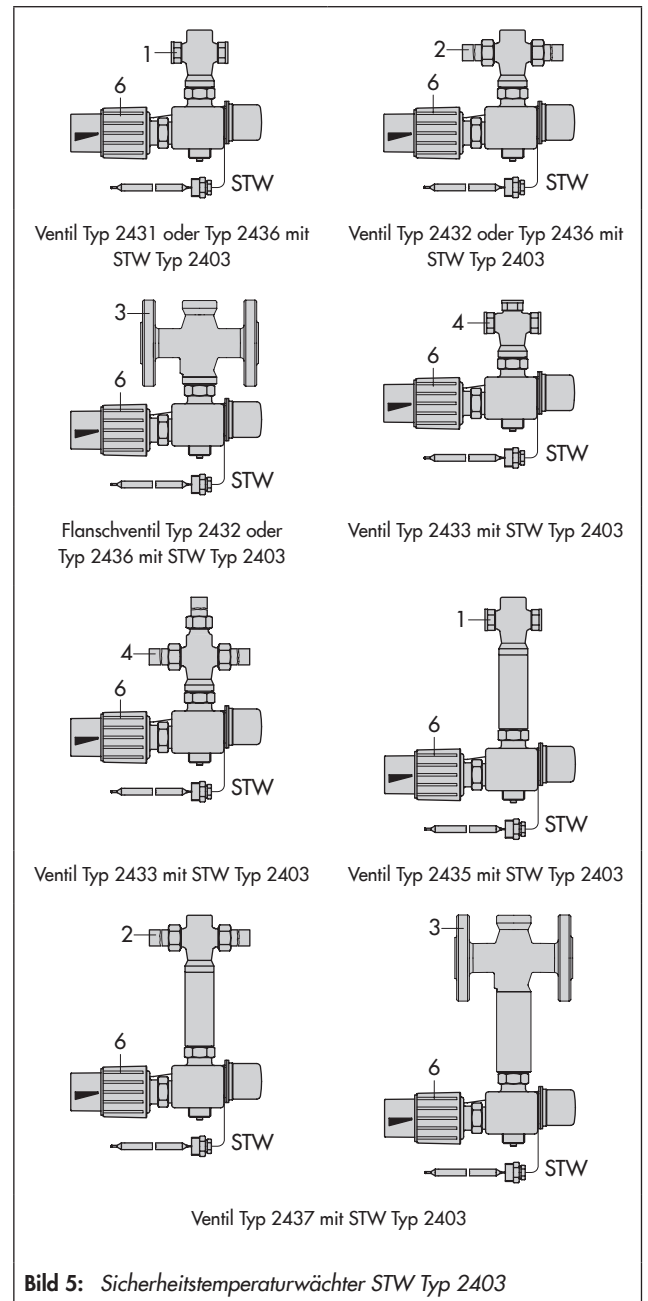 1
6
STW
Ventil Typ 2431 oder Typ 2436 mit
STW Typ 2403
2
6
STW
Ventil Typ 2432 oder Typ 2436 mit
STW Typ 2403
3
6
STW
Flanschventil Typ 2432 oder
Typ 2436 mit STW Typ 2403
4
6
STW
Ventil Typ 2433 mit STW Typ 2403
4
6
STW
Ventil Typ 2433 mit STW Typ 2403
1
6
STW
Ventil Typ 2435 mit STW Typ 2403
2
6
STW
3
6
STW
Ventil Typ 2437 mit STW Typ 2403
Bild 5: Sicherheitstemperaturwächter STW Typ 2403